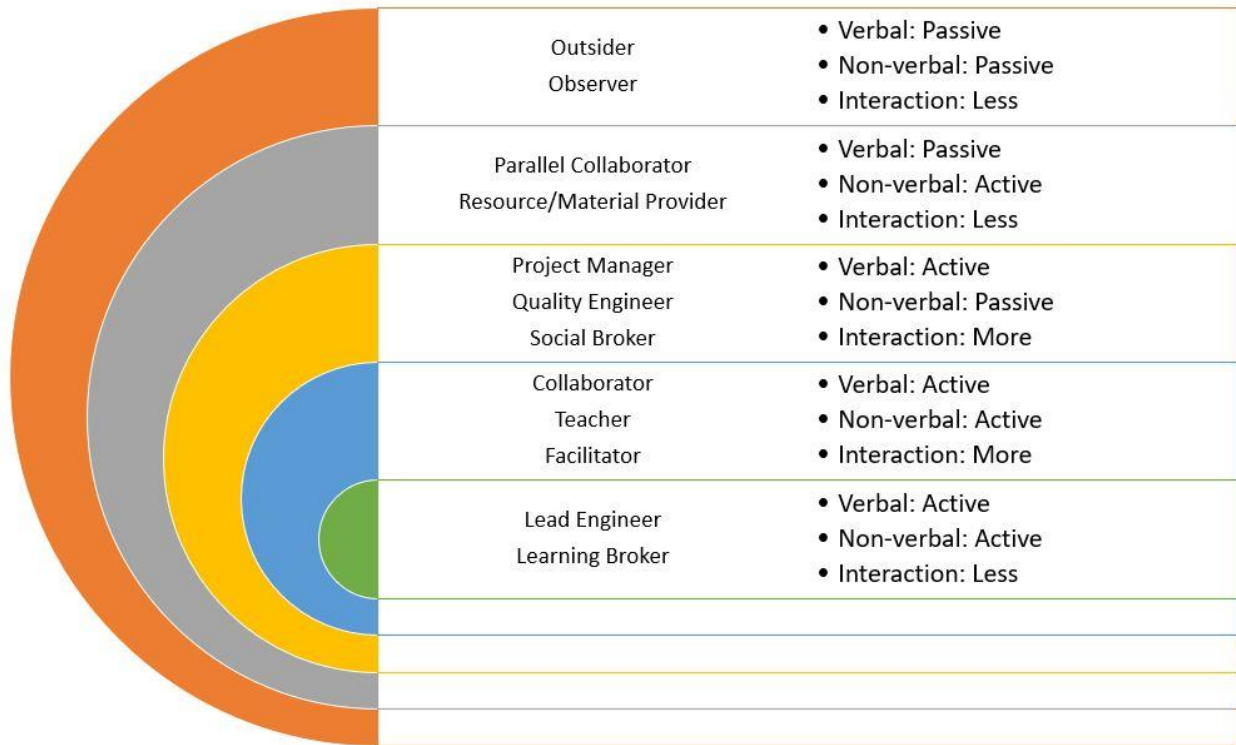 Outsider
Observer
• Verbal: Passive
• Non-verbal: Passive
• Interaction: Less
Parallel Collaborator
Resource/Material Provider
• Verbal: Passive
• Non-verbal: Active
• Interaction: Less
Project Manager
Quality Engineer
Social Broker
• Verbal: Active
• Non-verbal: Passive
• Interaction: More
Collaborator
Teacher
Facilitator
• Verbal: Active
• Non-verbal: Active
• Interaction: More
Lead Engineer
Learning Broker
• Verbal: Active
• Non-verbal: Active
• Interaction: Less